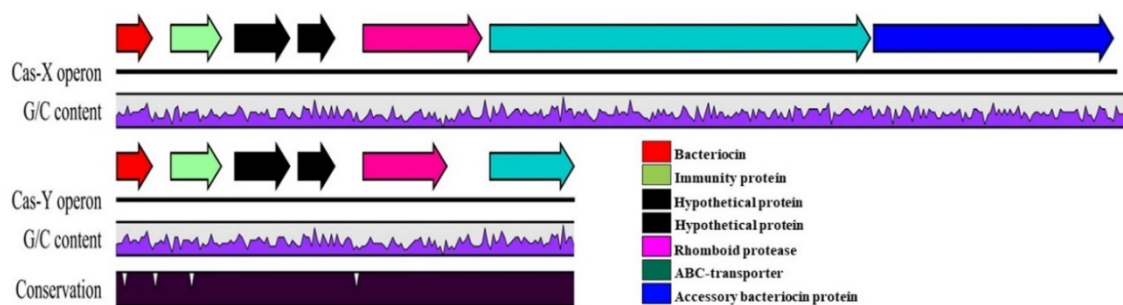 Cas-X operon
G/C content
Cas-Y operon
G/C content
Conservation
Bacteriocin
Immunity protein
Hypothetical protein
Hypothetical protein
Rhomboid protease
ABC-transporter
Accessory bacteriocin protein